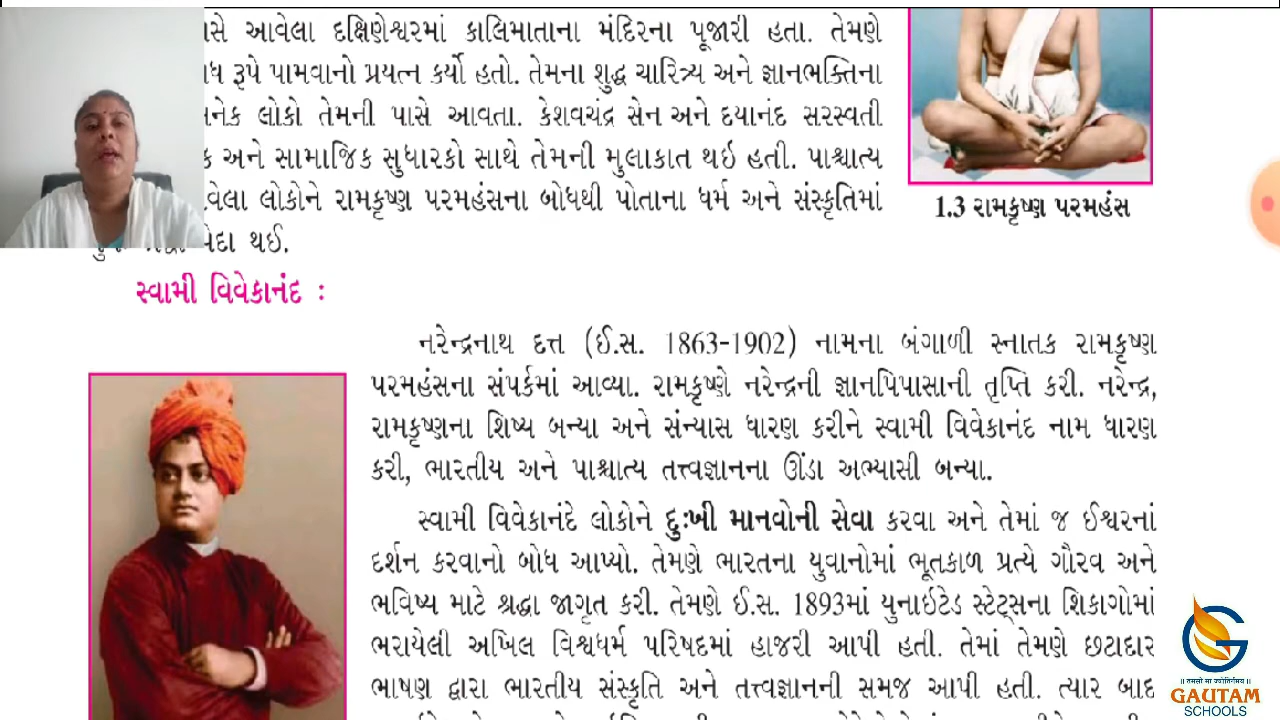 આવેલા દક્ષિણેશ્વરમાં કાલિમાતાના મંદિરના પૂજારી હતા. તેમણે
રૂપે પામવાનો પ્રયત્ન કર્યો હતો. તેમના શુદ્ધ ચારિત્ર્ય અને જ્ઞાનભક્તિના
લોકો તેમની પાસે આવતા. કેશવચંદ્ર સેન અને દયાનંદ સરસ્વતી
અને સામાજિક સુધારકો સાથે તેમની મુલાકાત થઇ હતી. પાશ્ચાત્ય
લોકોને રામકૃષ્ણ પરમહંસના બોધથી પોતાના ધર્મ અને સંસ્કૃતિમાં
થઈ.
1.3 રામકૃષ્ણ પરમહંસ
સ્વામી વિવેકાનંદ :
નરેન્દ્રનાથ દત્ત (ઈ.સ. 1863-1902) નામના બંગાળી સ્નાતક રામકૃષ્ણ
પરમહંસના સંપર્કમાં આવ્યા. રામકૃષ્ણે નરેન્દ્રની જ્ઞાનપિપાસાની તૃપ્તિ કરી. નરેન્દ્ર,
રામકૃષ્ણના શિષ્ય બન્યા અને સંન્યાસ ધારણ કરીને સ્વામી વિવેકાનંદ નામ ધારણ
કરી, ભારતીય અને પાશ્ચાત્ય તત્ત્વજ્ઞાનના ઊંડા અભ્યાસી બન્યા.
સ્વામી વિવેકાનંદે લોકોને દુઃખી માનવોની સેવા કરવા અને તેમાં જ ઈશ્વરનાં
દર્શન કરવાનો બોધ આપ્યો. તેમણે ભારતના યુવાનોમાં ભૂતકાળ પ્રત્યે ગૌરવ અને
ભવિષ્ય માટે શ્રદ્ધા જાગૃત કરી. તેમણે ઈ.સ. 1893માં યુનાઇટેડ સ્ટેટ્સના શિકાગોમાં
ભરાયેલી અખિલ વિશ્વધર્મ પરિષદમાં હાજરી આપી હતી. તેમાં તેમણે છટાદાર
ભાષણ દ્વારા ભારતીય સંસ્કૃતિ અને તત્ત્વજ્ઞાનની સમજ આપી હતી. ત્યાર બાદ
॥ तमसो मा ज्योतिर्गमय ॥
GAUTAM
SCHOOLS